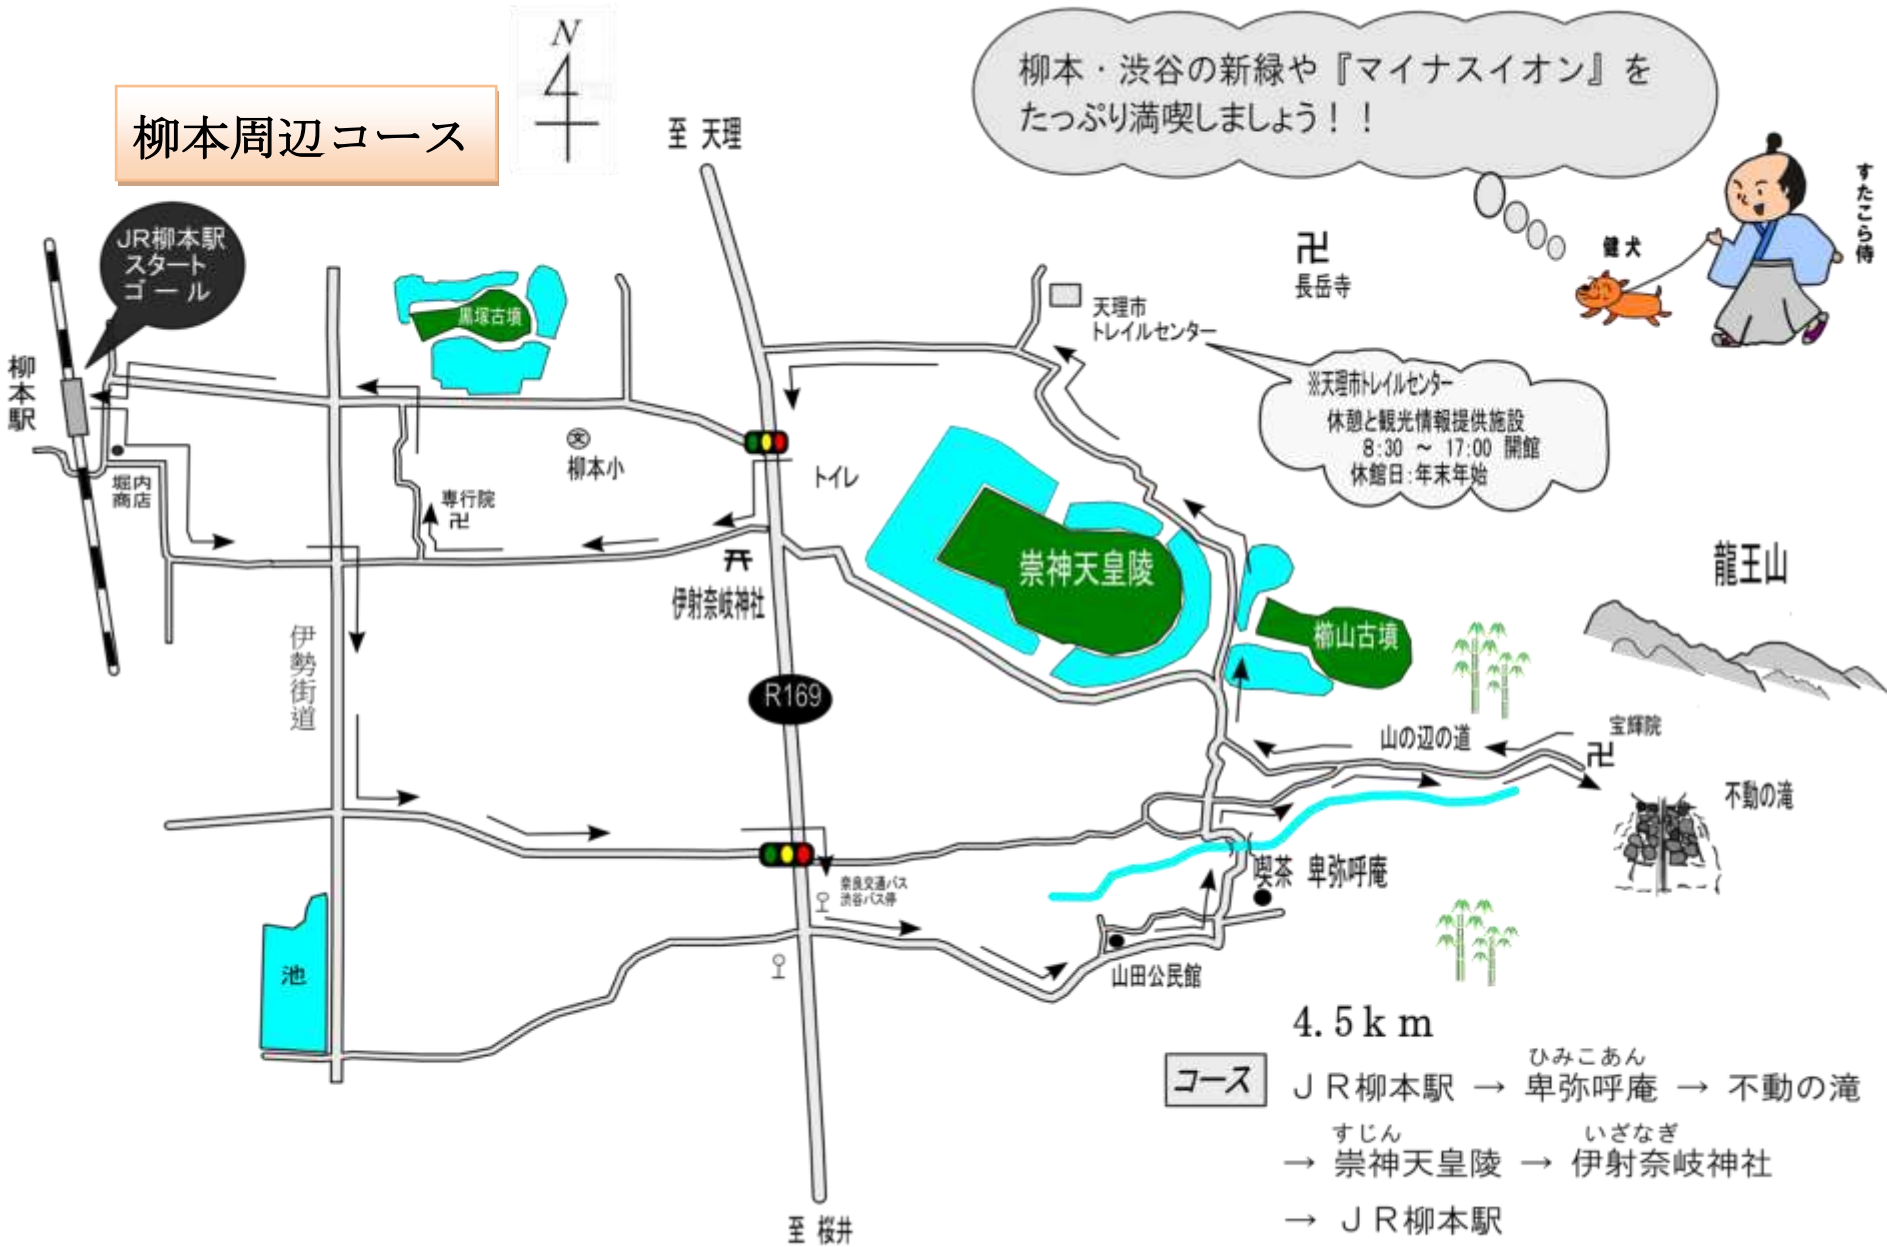 柳本周辺コース
N
至 天理
柳本・渋谷の新緑や『マイナスイオン』を
たっぷり満喫しましょう!!
すたこら侍
健犬
JR柳本駅
スタート
ゴール
柳本駅
黒塚古墳
卍
長岳寺
天理市
トレイルセンター
※天理市トレイルセンター
休憩と観光情報提供施設
8:30 ~ 17:00 開館
休館日:年末年始
文
柳本小
トイレ
堀内
商店
専行院
卍
伊射奈岐神社
崇神天皇陵
櫛山古墳
龍王山
伊勢街道
R169
山の辺の道
宝輝院
卍
不動の滝
奈良交通バス
渋谷バス停
喫茶 卑弥呼庵
池
山田公民館
至 桜井
4.5km
コース
ひみこあん
JR柳本駅 → 卑弥呼庵 → 不動の滝
すじん いざなぎ
→ 崇神天皇陵 → 伊射奈岐神社
→ JR柳本駅